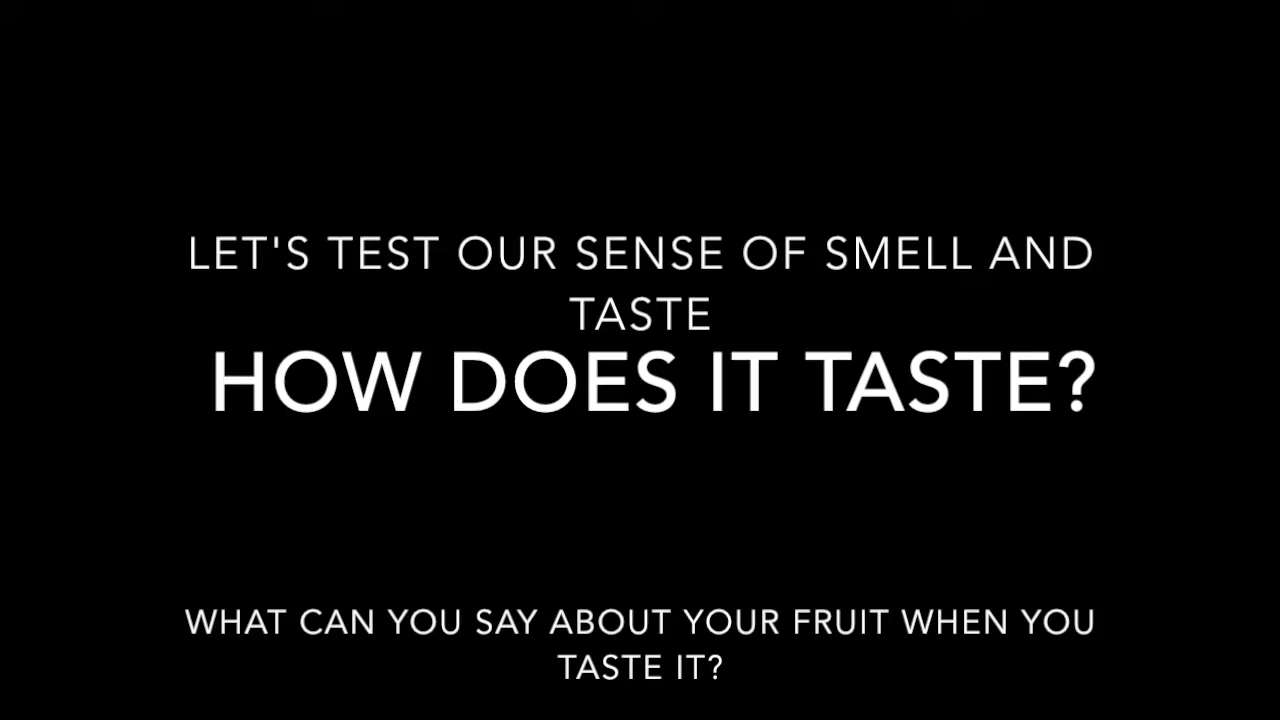 LET'S TEST OUR SENSE OF SMELL AND
TASTE
HOW DOES IT TASTE?
WHAT CAN YOU SAY ABOUT YOUR FRUIT WHEN YOU
TASTE IT?